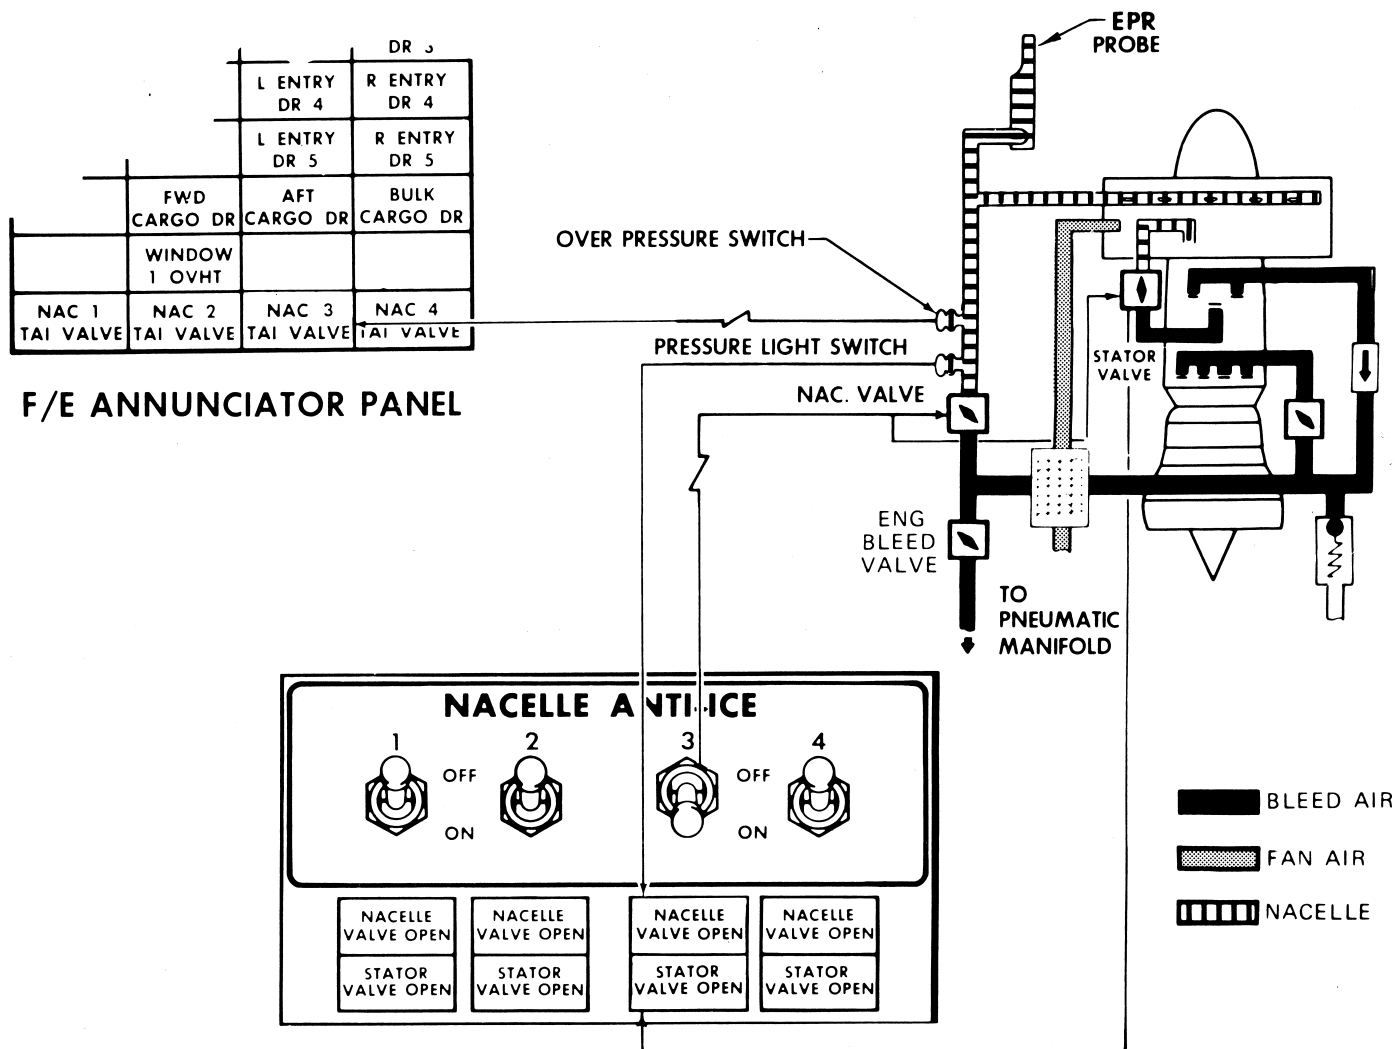 EPR
PROBE
DR
L ENTRY
DR 4
R ENTRY
DR 4
L ENTRY
DR 5
R ENTRY
DR 5
FWD
CARGO DR
AFT
CARGO DR
BULK
CARGO DR
WINDOW
1 OVHT
NAC 1
TAI VALVE
NAC 2
TAI VALVE
NAC 3
TAI VALVE
NAC 4
TAI VALVE
F/E ANNUNCIATOR PANEL
OVER PRESSURE SWITCH
PRESSURE LIGHT SWITCH
NAC. VALVE
STATOR
VALVE
ENG
BLEED
VALVE
TO
PNEUMATIC
MANIFOLD
NACELLE ANTI-ICE
1
2
3
4
OFF
OFF
ON
ON
NACELLE
VALVE OPEN
NACELLE
VALVE OPEN
NACELLE
VALVE OPEN
NACELLE
VALVE OPEN
STATOR
VALVE OPEN
STATOR
VALVE OPEN
STATOR
VALVE OPEN
STATOR
VALVE OPEN
BLEED AIR
FAN AIR
NACELLE